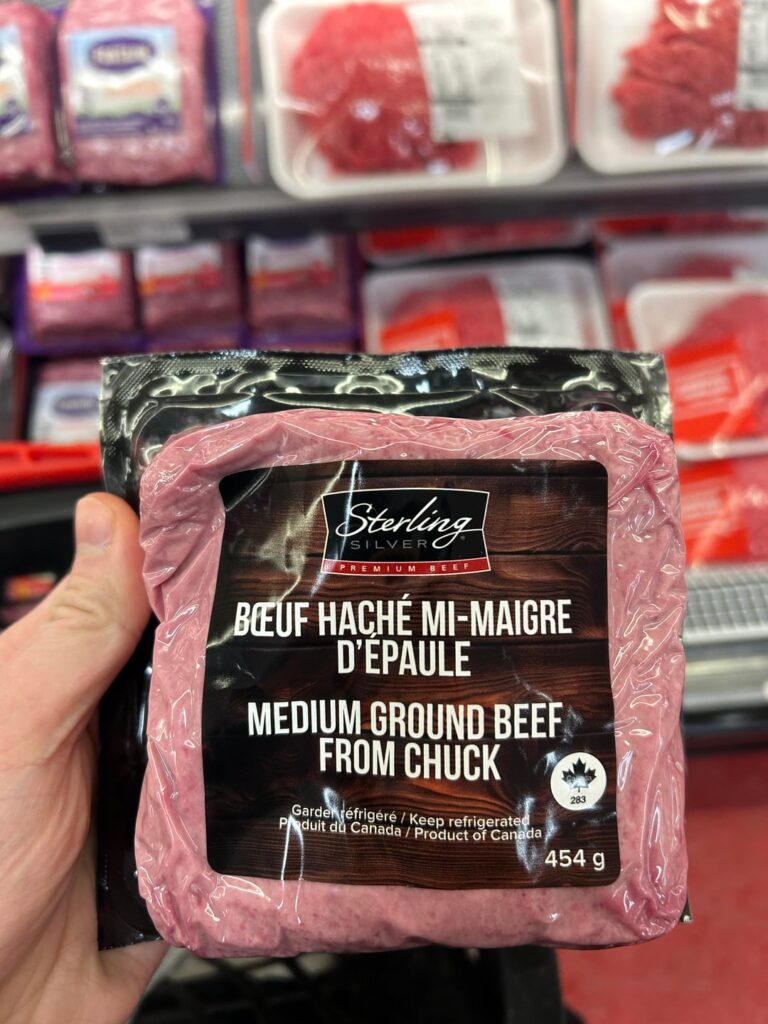 Sterling
SILVER
PREMIUM BEEF
BŒUF HACHÉ MI-MAIGRE
D'ÉPAULE
MEDIUM GROUND BEEF
FROM CHUCK
283
Garder réfrigéré / Keep refrigerated
Produit du Canada / Product of Canada
454 g